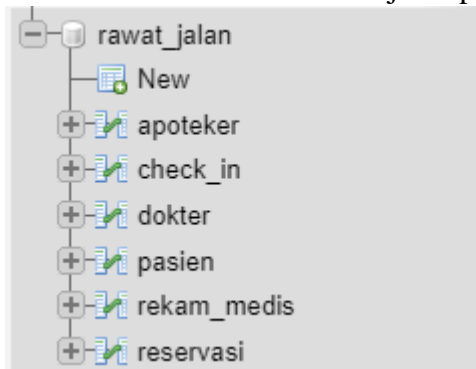 rawat_jalan
New
apoteker
check_in
dokter
pasien
rekam_medis
reservasi